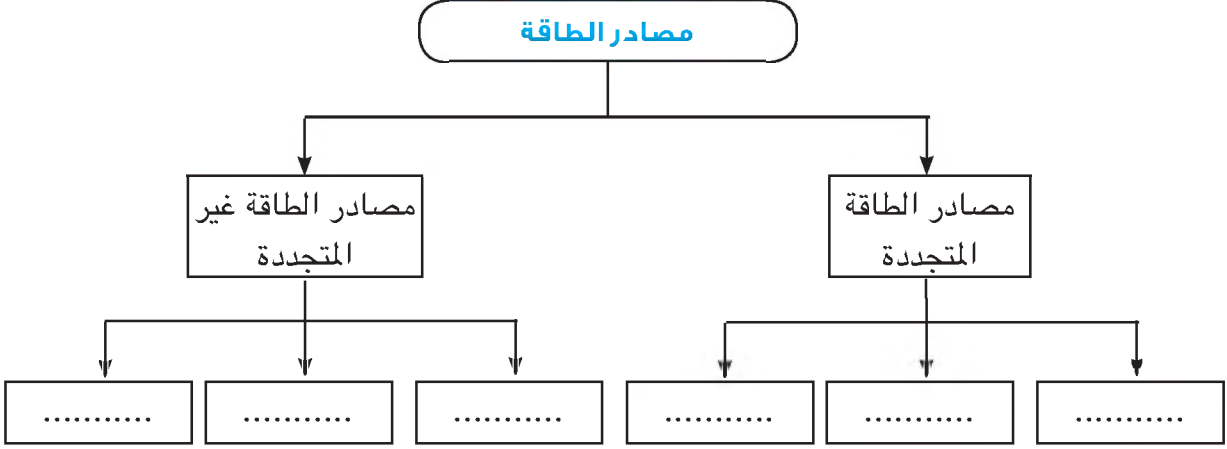 مصادر الطاقة
مصادر الطاقة
المتجددة
مصادر الطاقة غير
المتجددة
...........
...........
...........
...........
...........
...........